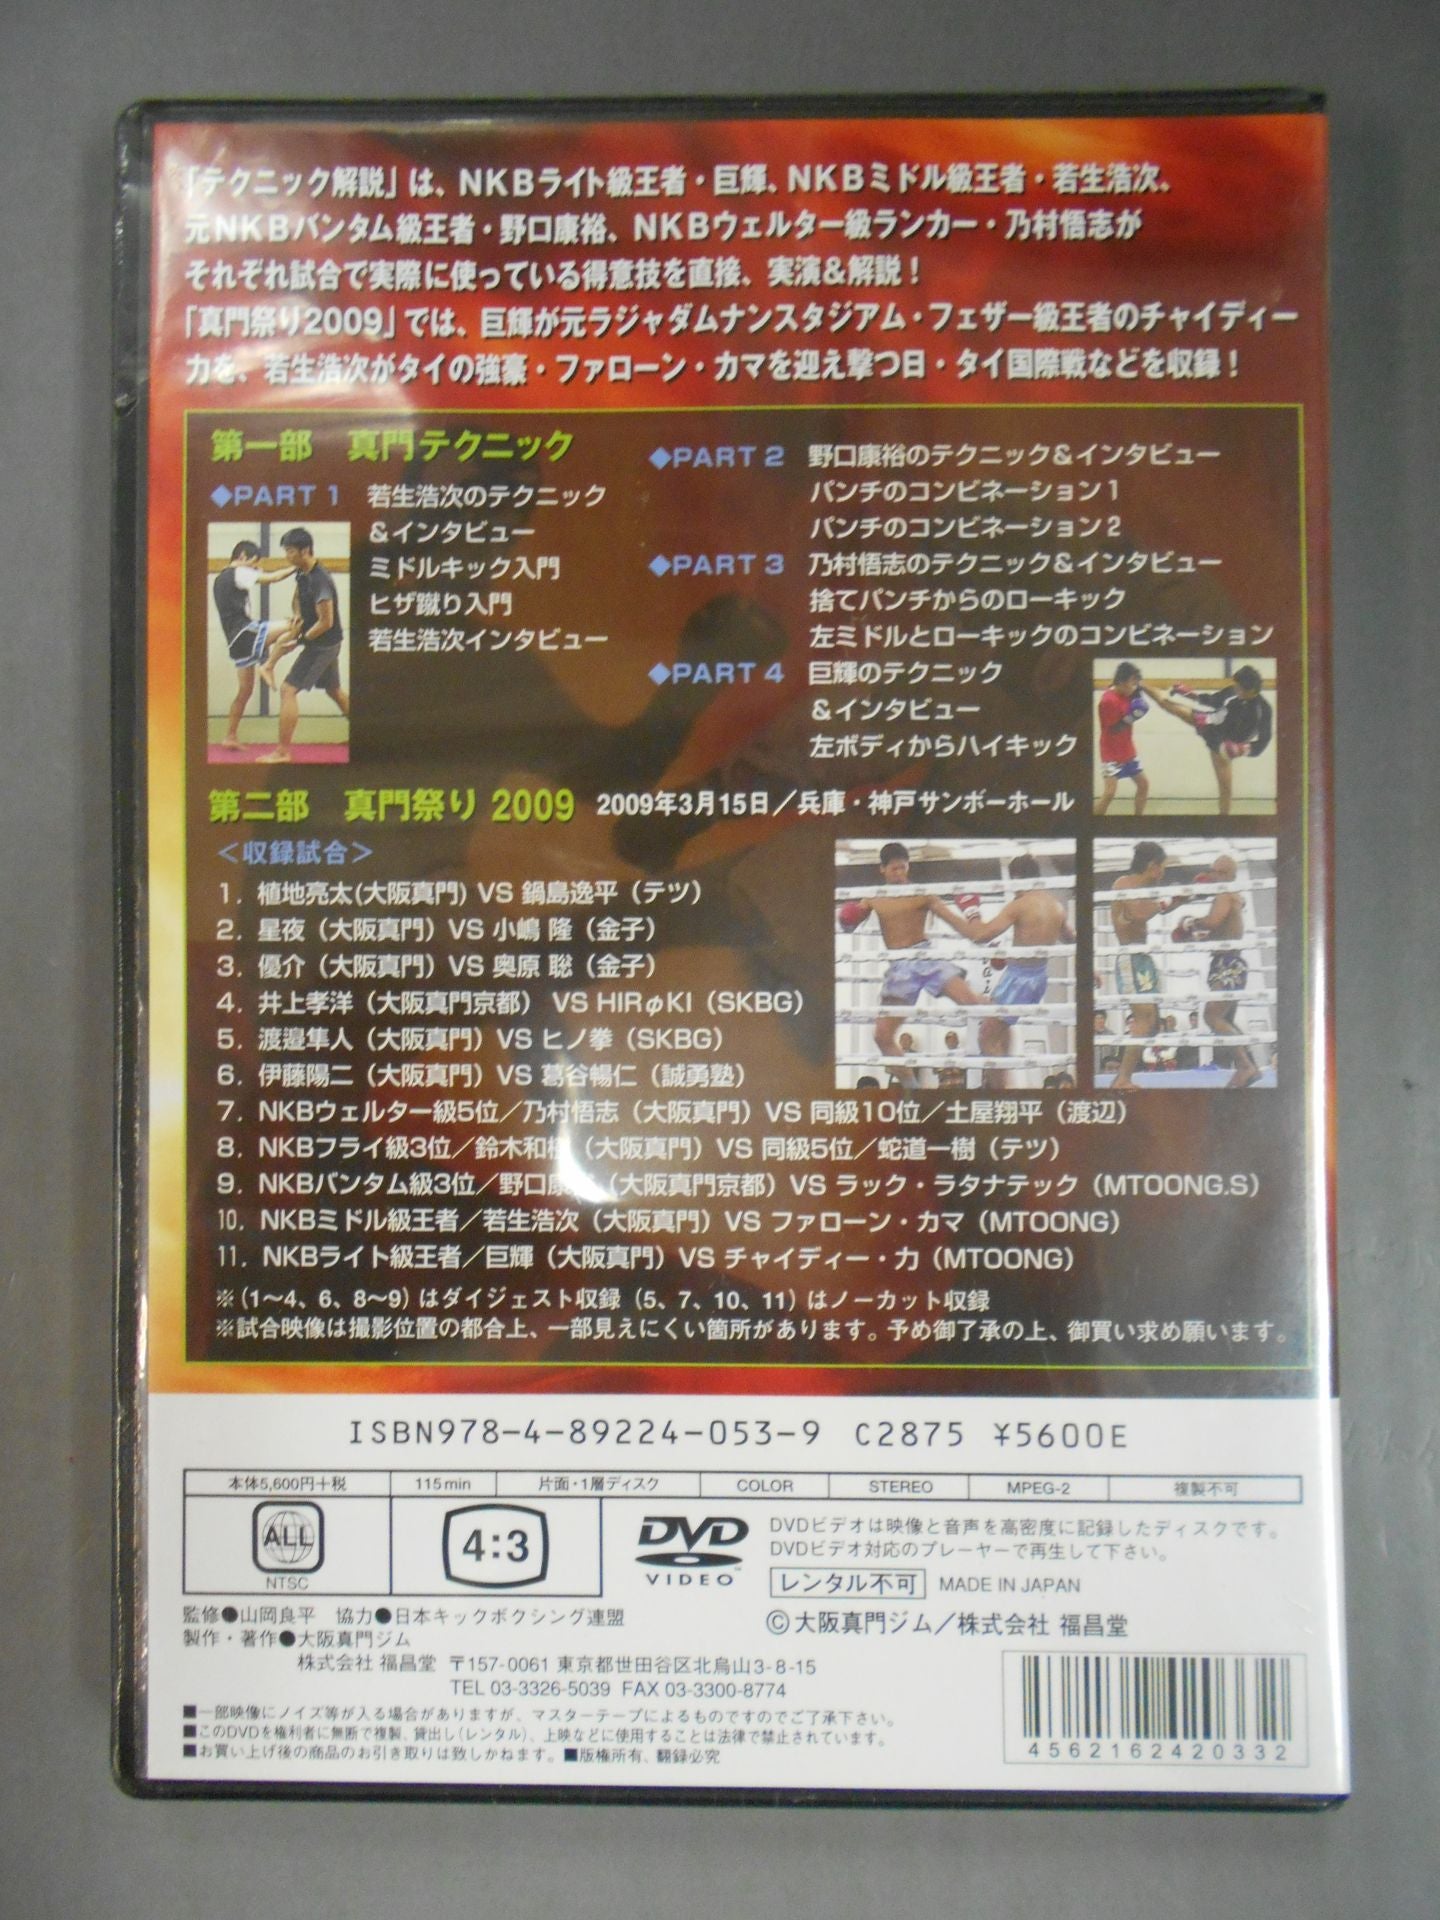 「テクニック解説」は、NKBライト級王者・巨輝、NKBミドル級王者・若生浩次、
元NKBバンタム級王者・野口康裕、NKBウェルター級ランカー・乃村悟志が
それぞれ試合で実際に使っている得意技を直接、実演&解説！
「真門祭り2009」では、巨輝が元ラジャダムナンスタジアム・フェザー級王者のチャイディー
力を、若生浩次がタイの強豪・ファローン・カマを迎え撃つ日・タイ国際戦などを収録！
第一部 真門テクニック
◆PART 1 若生浩次のテクニック
&インタビュー
ミドルキック入門
ヒザ蹴り入門
若生浩次インタビュー
◆PART 2 野口康裕のテクニック&インタビュー
パンチのコンビネーション1
パンチのコンビネーション2
◆PART 3 乃村悟志のテクニック&インタビュー
捨てパンチからのローキック
左ミドルとローキックのコンビネーション
◆PART 4 巨輝のテクニック
&インタビュー
左ボディからハイキック
第二部 真門祭り 2009 2009年3月15日／兵庫・神戸サンボーホール
＜収録試合＞
1. 植地亮太(大阪真門) VS 鍋島逸平（テツ）
2. 星夜（大阪真門）VS 小嶋 隆（金子）
3. 優介（大阪真門）VS 奥原 聡（金子）
4. 井上孝洋（大阪真門京都） VS HIRφKI（SKBG）
5. 渡邉隼人（大阪真門）VS ヒノ拳（SKBG）
6. 伊藤陽二（大阪真門）VS 葛谷暢仁（誠勇塾）
7. NKBウェルター級5位／乃村悟志（大阪真門）VS 同級10位／土屋翔平（渡辺）
8. NKBフライ級3位／鈴木和樹（大阪真門）VS 同級5位／蛇道一樹（テツ）
9. NKBバンタム級3位／野口康裕（大阪真門京都）VS ラック・ラタナテック（MTOONG.S）
10. NKBミドル級王者／若生浩次（大阪真門）VS ファローン・カマ（MTOONG）
11. NKBライト級王者／巨輝（大阪真門）VS チャイディー・力（MTOONG）
※（1〜4、6、8〜9）はダイジェスト収録（5、7、10、11）はノーカット収録
※試合映像は撮影位置の都合上、一部見えにくい箇所があります。予め御了承の上、御買い求め願います。
ISBN978-4-89224-053-9 C2875 ¥5600E
本体5,600円+税 115min 片面・1層ディスク COLOR STEREO MPEG-2 複製不可
ALL
NTSC
4:3
DVD
VIDEO
DVDビデオは映像と音声を高密度に記録したディスクです。
DVDビデオ対応のプレーヤーで再生して下さい。
レンタル不可 MADE IN JAPAN
監修●山岡良平 協力●日本キックボクシング連盟
製作・著作●大阪真門ジム
©大阪真門ジム／株式会社 福昌堂
株式会社 福昌堂 〒157-0061 東京都世田谷区北烏山3-8-15
TEL 03-3326-5039 FAX 03-3300-8774
■一部映像にノイズ等が入る場合がありますが、マスターテープによるものですのでご了承下さい。
■このDVDを権利者に無断で複製、貸出し（レンタル）、上映などに使用することは法律で禁止されています。
■お買い上げ後の商品のお引き取りは致しかねます。■版権所有、翻録必究
4562162420332